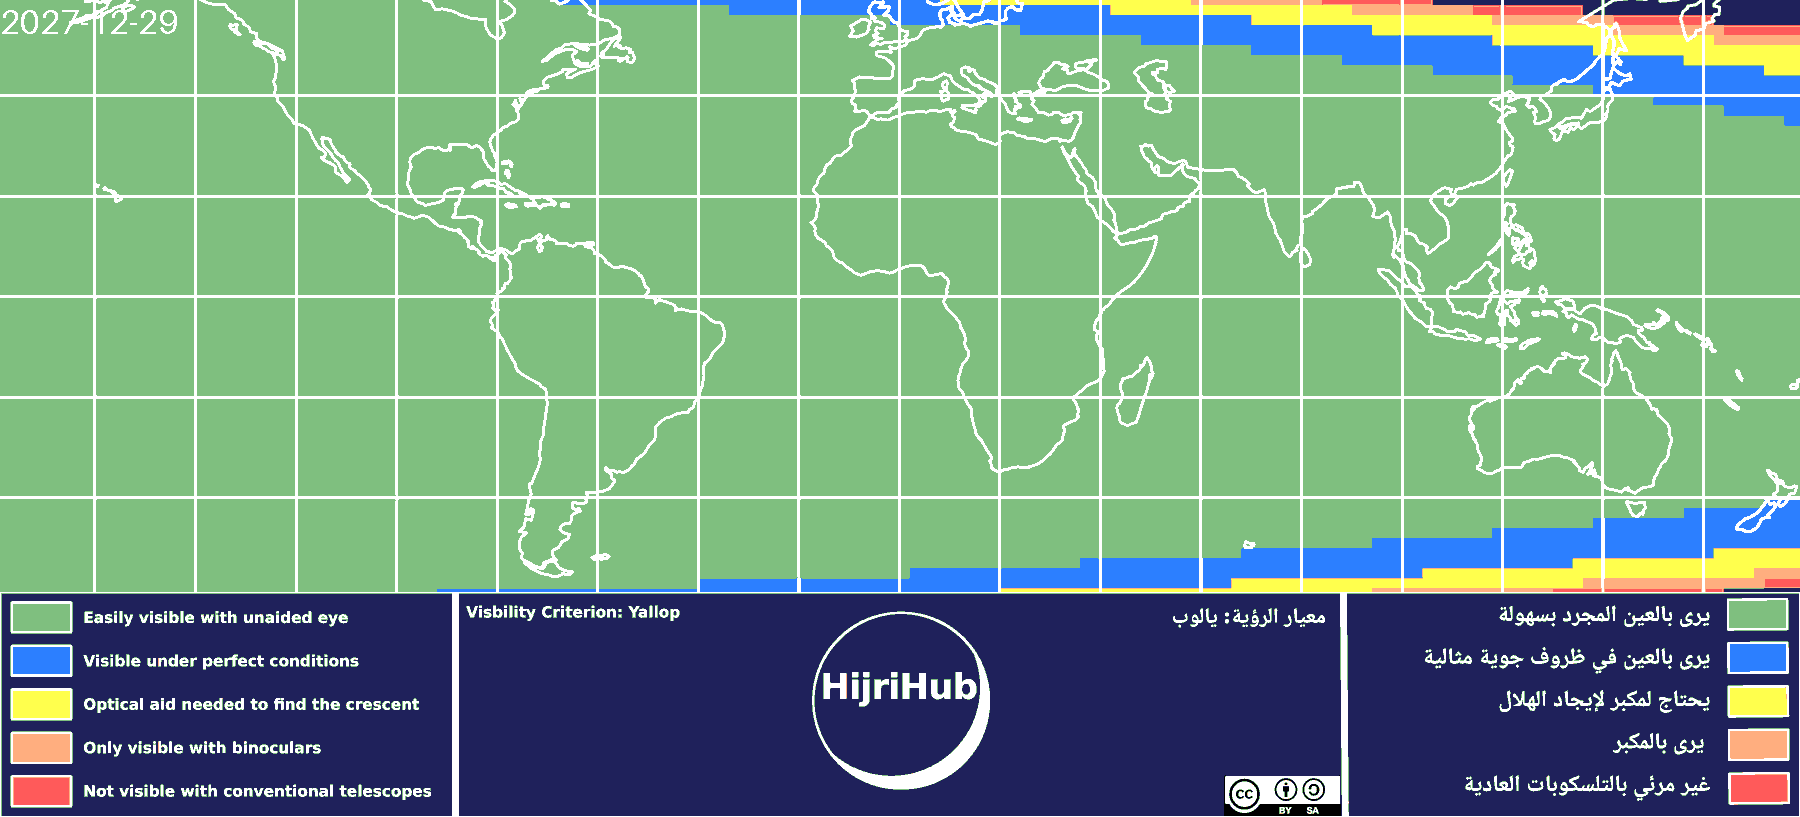 2027-12-29
Easily visible with unaided eye
Visible under perfect conditions
Optical aid needed to find the crescent
Only visible with binoculars
Not visible with conventional telescopes
Visbility Criterion: Yallop
معيار الرؤية: يالوب
HijriHub
cc
BY SA
يرى بالعين المجرد بسهولة
يرى بالعين في ظروف جوية مثالية
يحتاج لمكبر لإيجاد الهلال
يرى بالمكبر
غير مرئي بالتلسكوبات العادية